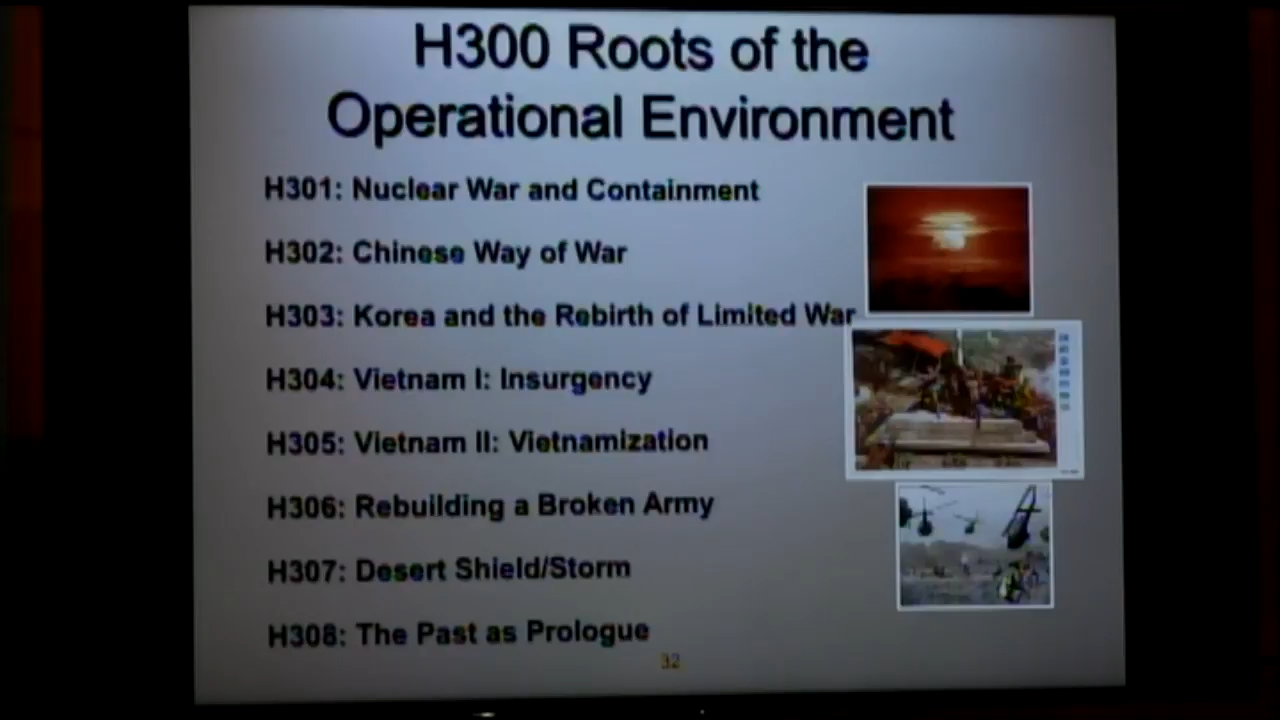 H300 Roots of the
Operational Environment
H301: Nuclear War and Containment
H302: Chinese Way of War
H303: Korea and the Rebirth of Limited War
H304: Vietnam I: Insurgency
H305: Vietnam II: Vietnamization
H306: Rebuilding a Broken Army
H307: Desert Shield/Storm
H308: The Past as Prologue
32